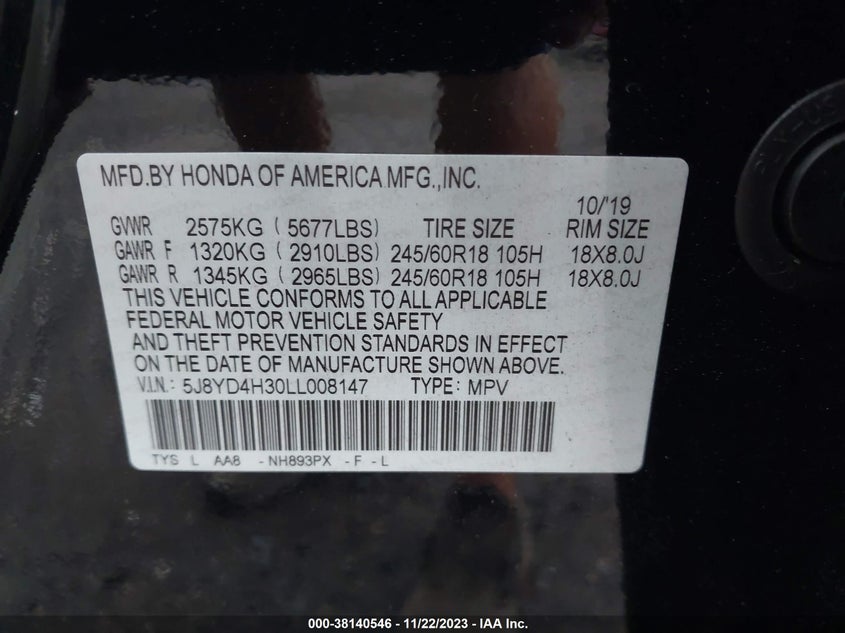 MFD.BY HONDA OF AMERICA MFG.,INC.
10/'19
GVWR 2575KG ( 5677LBS) TIRE SIZE RIM SIZE
GAWR F 1320KG ( 2910LBS) 245/60R18 105H 18X8.0J
GAWR R 1345KG ( 2965LBS) 245/60R18 105H 18X8.0J
THIS VEHICLE CONFORMS TO ALL APPLICABLE
FEDERAL MOTOR VEHICLE SAFETY
AND THEFT PREVENTION STANDARDS IN EFFECT
ON THE DATE OF MANUFACTURE SHOWN ABOVE.
V.I.N.: 5J8YD4H30LL008147 TYPE: MPV
TYS L AA8 -NH893PX -F -L
000-38140546 - 11/22/2023 - IAA Inc.